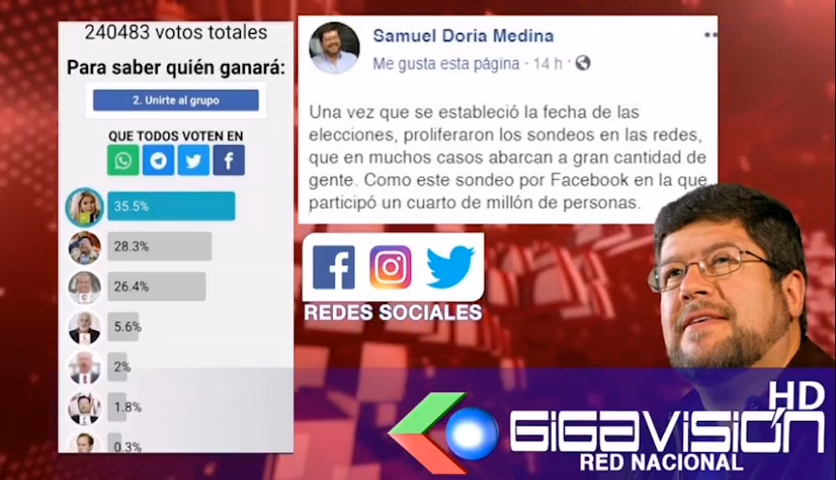 240483 votos totales
Para saber quién ganará:
2. Unirte al grupo
QUE TODOS VOTEN EN
35.5%
28.3%
26.4%
5.6%
2%
1.8%
0.3%
Samuel Doria Medina
Me gusta esta página · 14 h ·
Una vez que se estableció la fecha de las
elecciones, proliferaron los sondeos en las redes,
que en muchos casos abarcan a gran cantidad de
gente. Como este sondeo por Facebook en la que
participó un cuarto de millón de personas.
REDES SOCIALES
HD
GIGAVISIÓN
RED NACIONAL